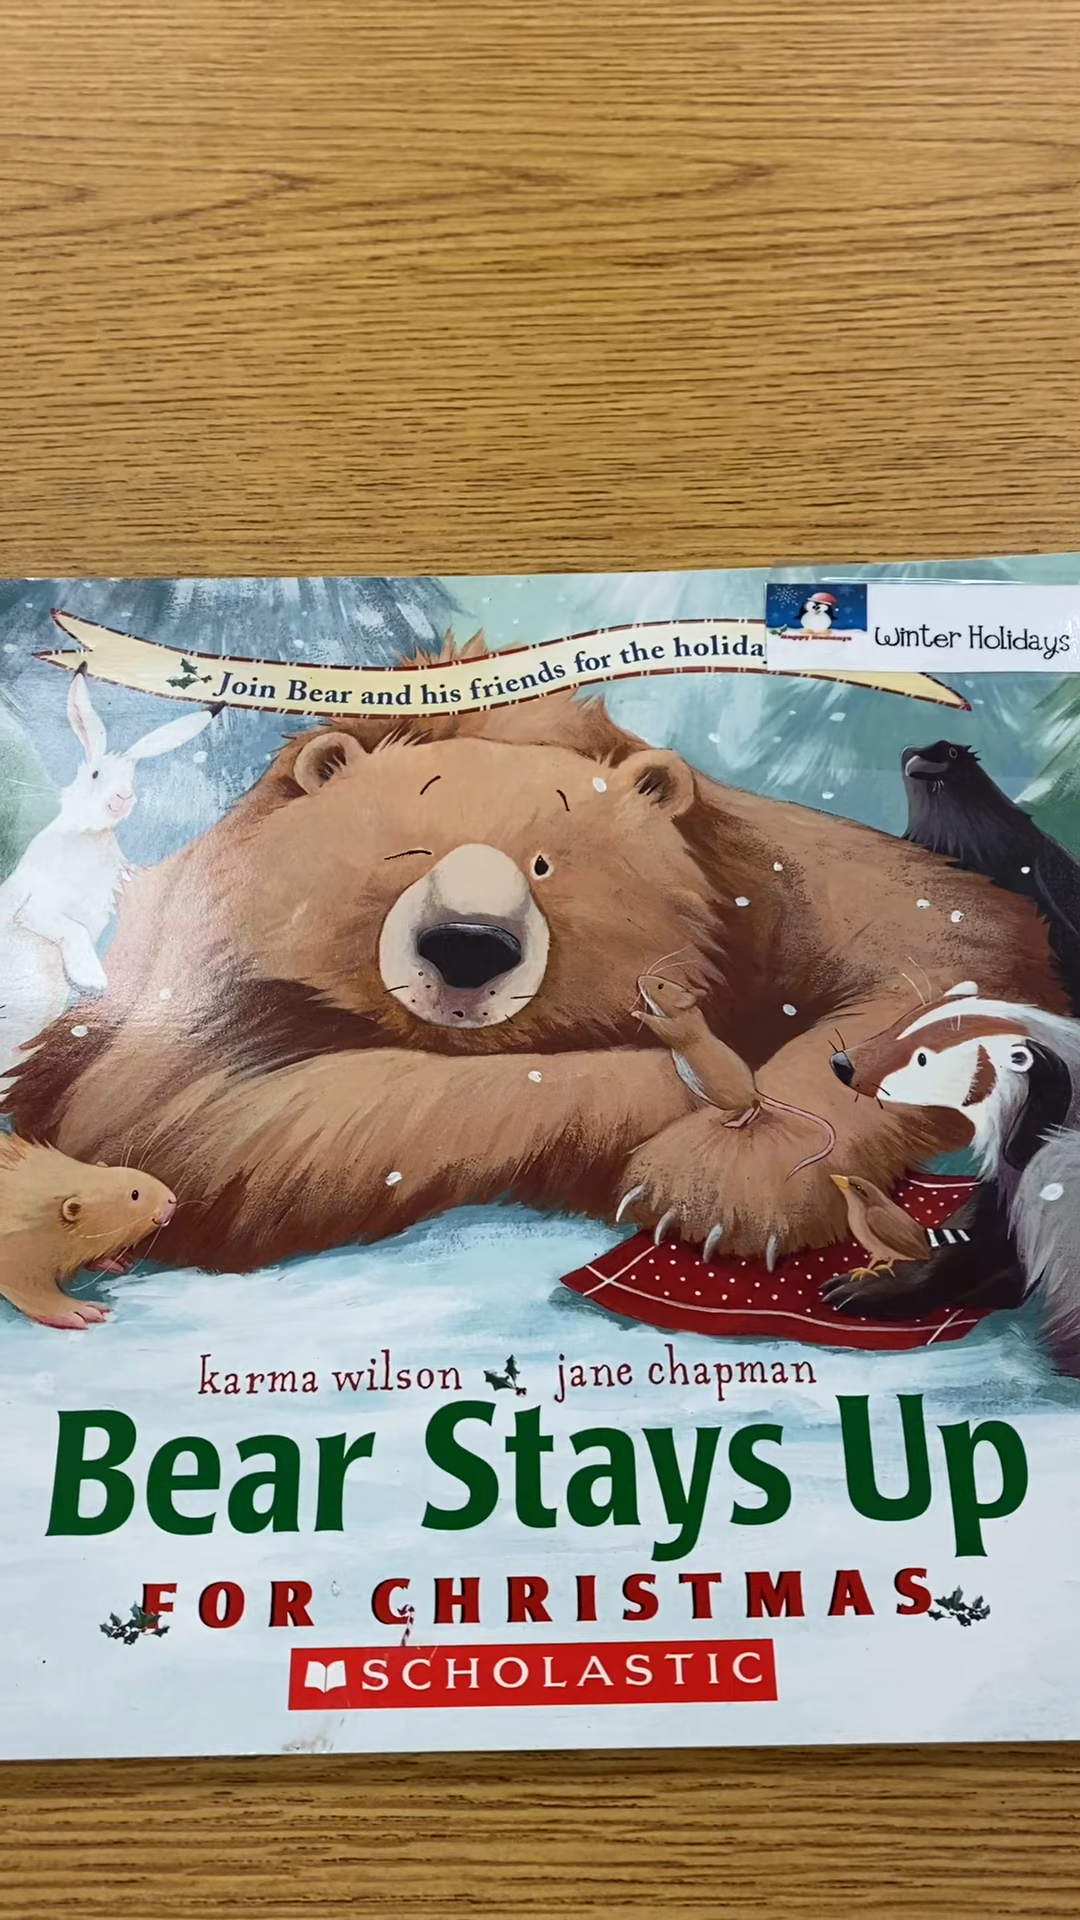 Join Bear and his friends for the holida
Winter Holidays
karma wilson jane chapman
Bear Stays Up
FOR CHRISTMAS
SCHOLASTIC